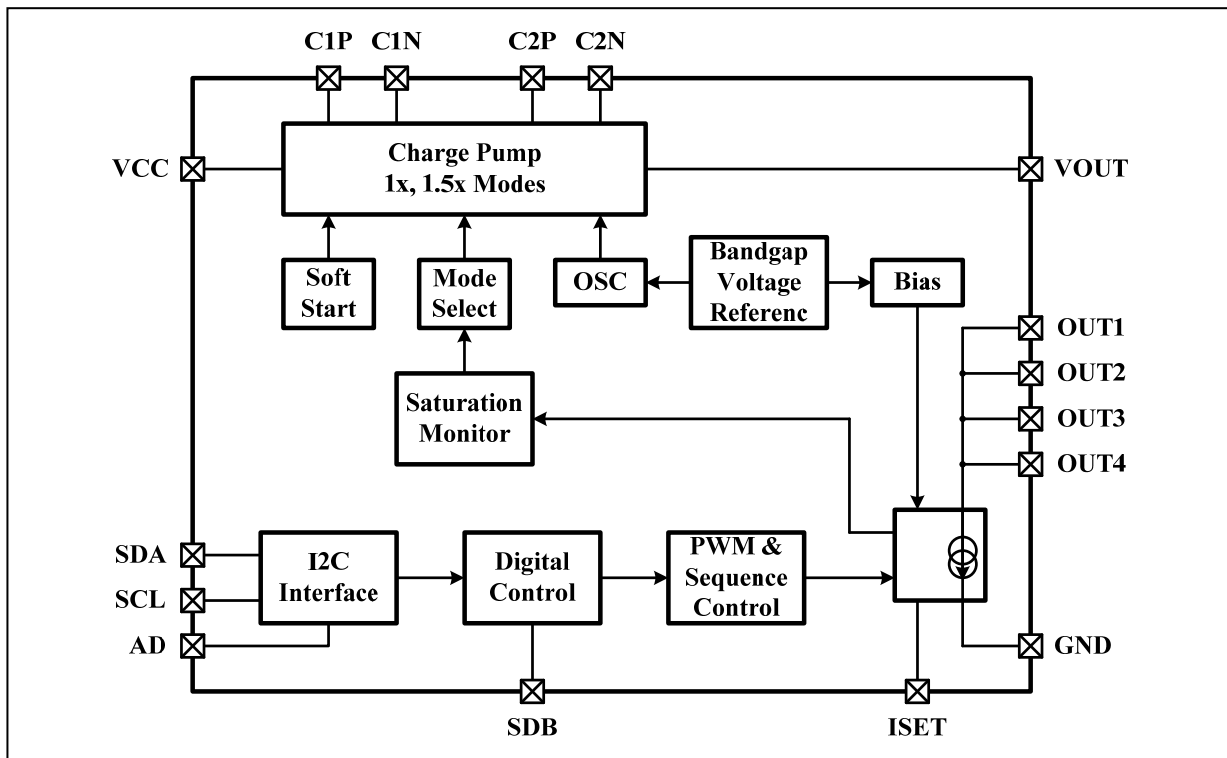 C1P C1N C2P C2N
VCC
Charge Pump
1x, 1.5x Modes
VOUT
Soft
Start
Mode
Select
OSC
Bandgap
Voltage
Referenc
Bias
OUT1
OUT2
OUT3
OUT4
Saturation
Monitor
SDA
SCL
AD
I2C
Interface
Digital
Control
PWM &
Sequence
Control
GND
SDB
ISET